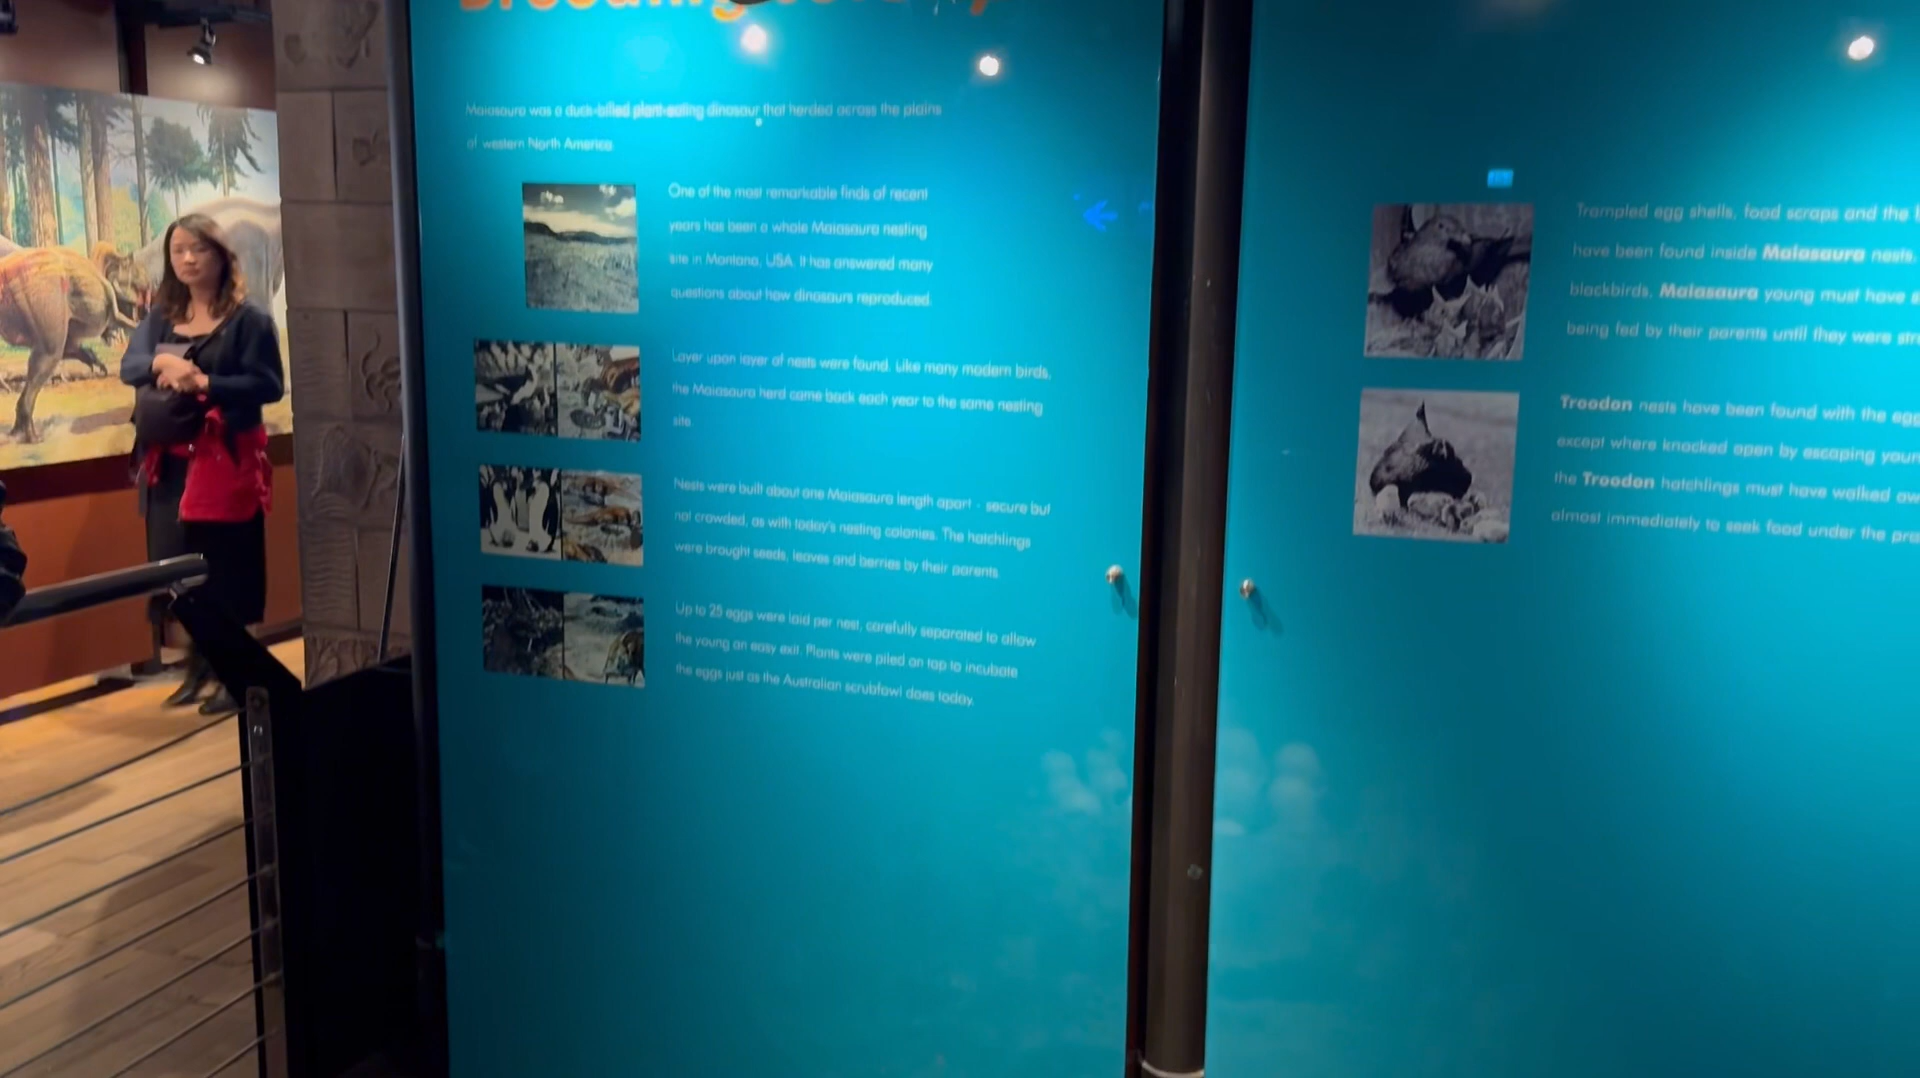 Breeding
Maiasaura was a duck-billed plant-eating dinosaur that herded across the plains
of western North America.
One of the most remarkable finds of recent
years has been a whole Maiasaura nesting
site in Montana, USA. It has answered many
questions about how dinosaurs reproduced.
Layer upon layer of nests were found. Like many modern birds,
the Maiasaura herd came back each year to the same nesting
site.
Nests were built about one Maiasaura length apart - secure but
not crowded, as with today's nesting colonies. The hatchlings
were brought seeds, leaves and berries by their parents.
Up to 25 eggs were laid per nest, carefully separated to allow
the young an easy exit. Plants were piled on top to incubate
the eggs just as the Australian scrubfowl does today.
Trampled egg shells, food scraps and the
have been found inside Maiasaura nests.
blackbirds, Maiasaura young must have
being fed by their parents until they were
Troodon nests have been found with the
except where knocked open by escaping
the Troodon hatchlings must have walked
almost immediately to seek food under the